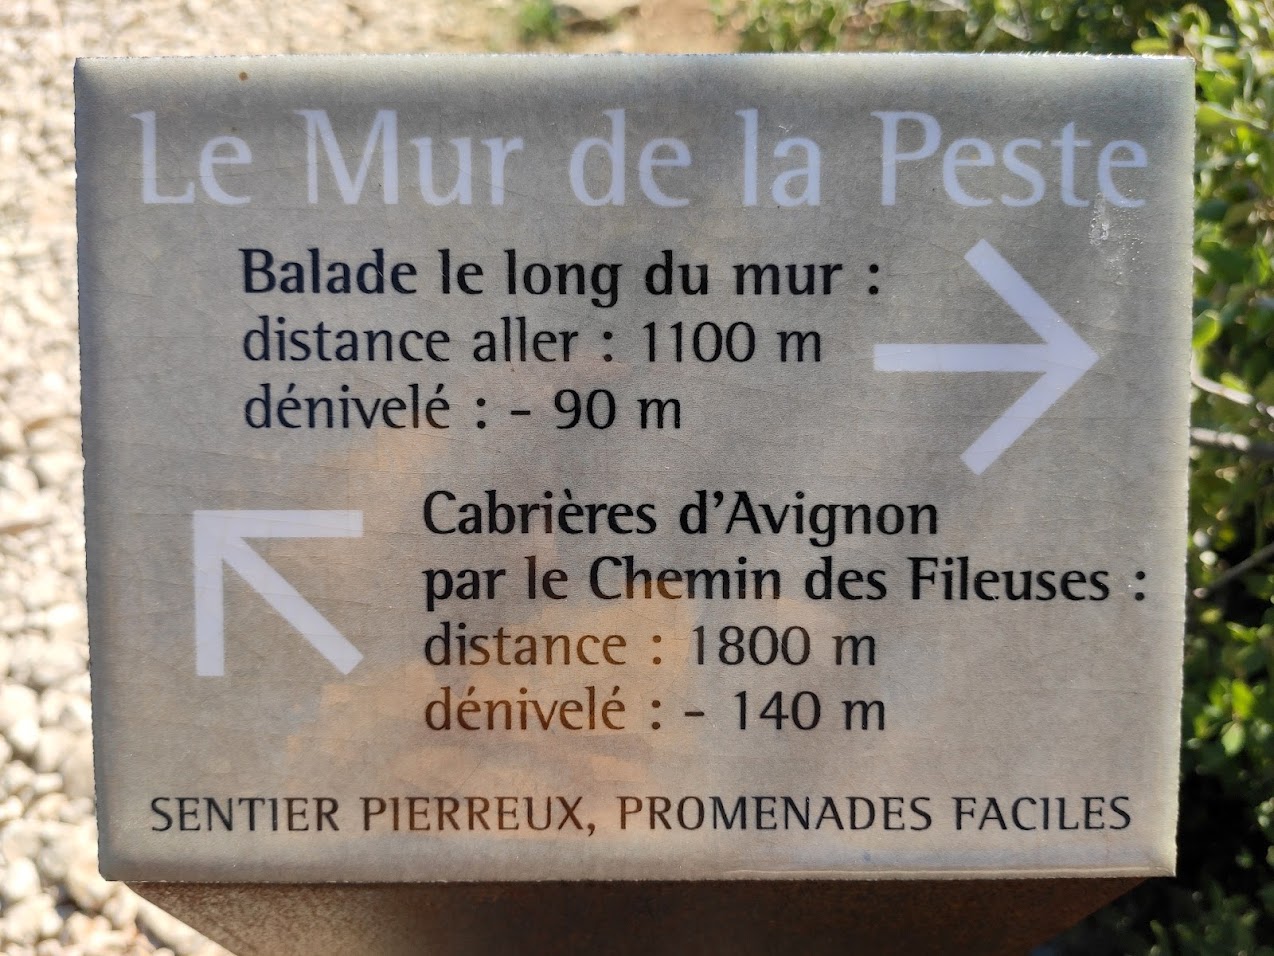 Le Mur de la Peste
Balade le long du mur :
distance aller : 1100 m
dénivelé : - 90 m
Cabrières d'Avignon
par le Chemin des Fileuses :
distance : 1800 m
dénivelé : - 140 m
SENTIER PIERREUX, PROMENADES FACILES